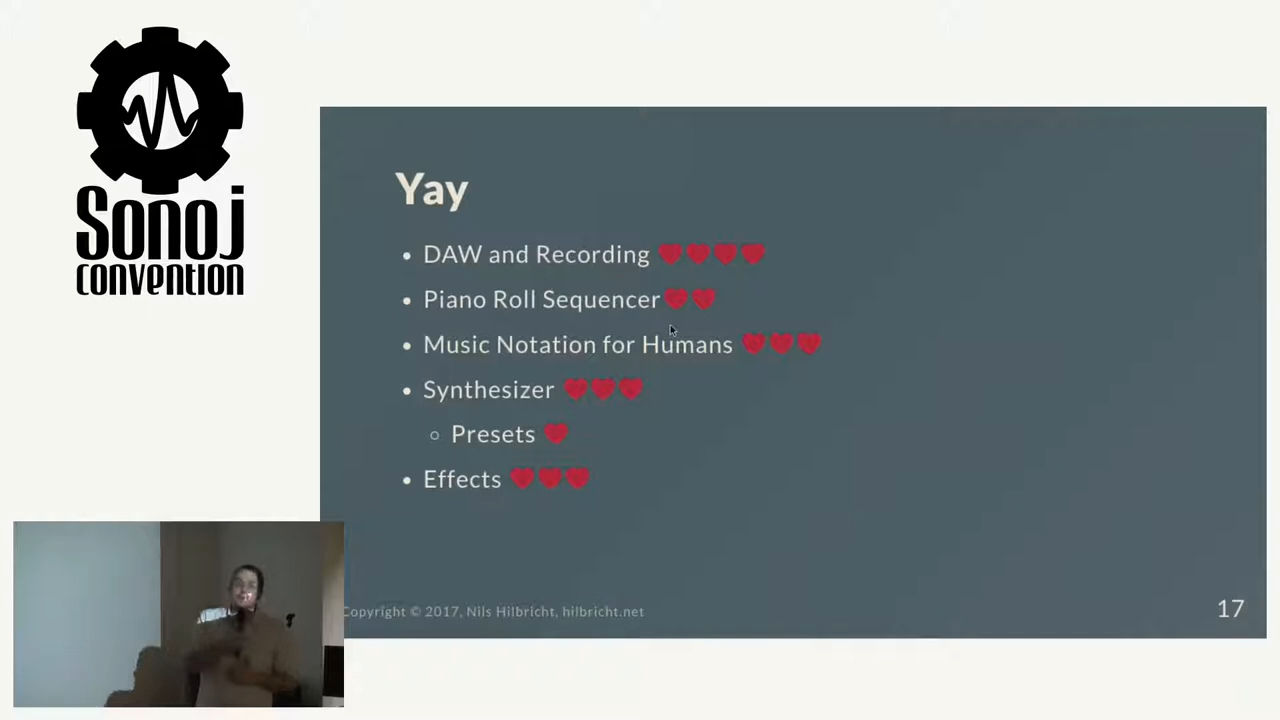 Sonoj
convention
Yay
• DAW and Recording ❤❤❤❤
• Piano Roll Sequencer❤❤
• Music Notation for Humans ❤❤❤
• Synthesizer ❤❤❤
○ Presets ❤
• Effects ❤❤❤
Copyright © 2017, Nils Hilbricht, hilbricht.net
17